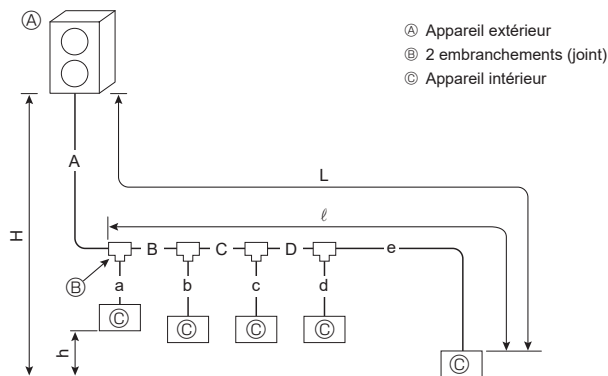 Ⓐ
Ⓐ Appareil extérieur
Ⓑ 2 embranchements (joint)
Ⓒ Appareil intérieur
A
L
H
ℓ
B C D e
Ⓑ
a b c d
Ⓒ
Ⓒ Ⓒ Ⓒ
h
Ⓒ